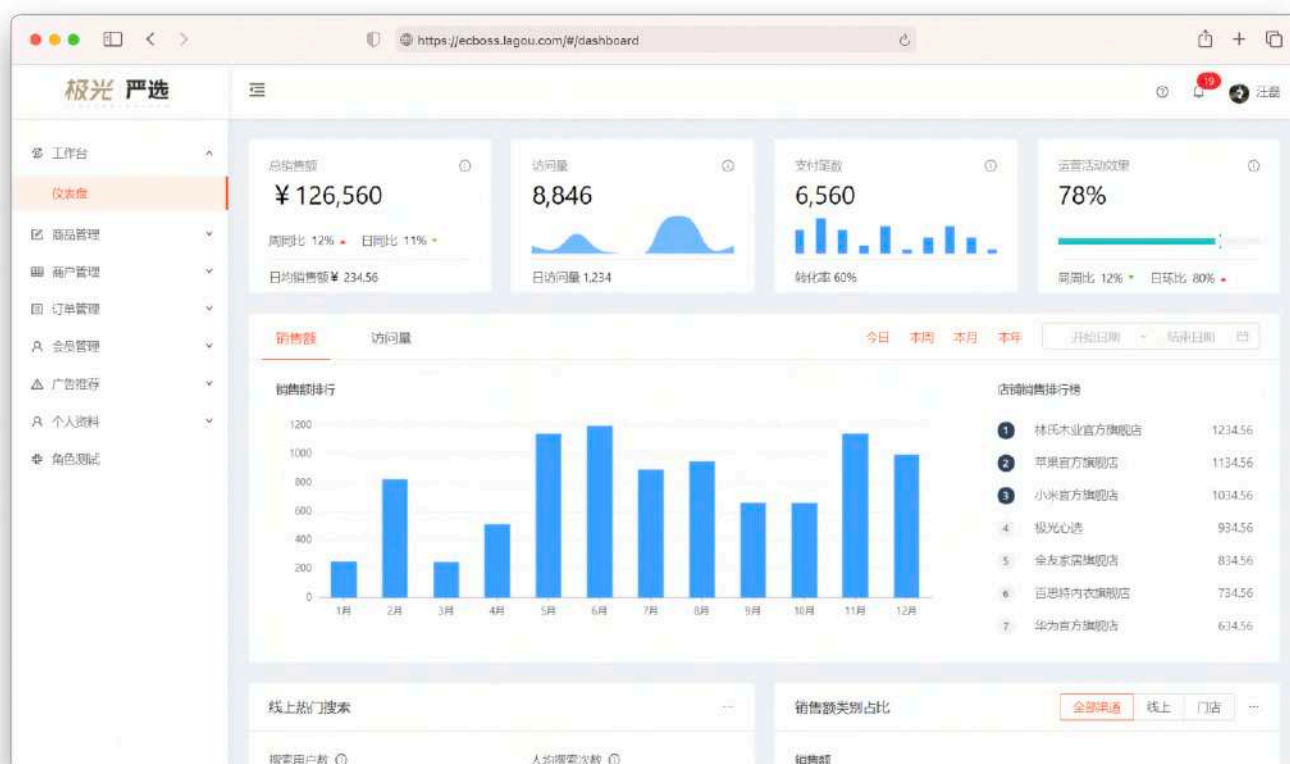 https://ecboss.lagou.com/#/dashboard
极光 严选
19
汪磊
工作台
仪表盘
商品管理
商户管理
订单管理
会员管理
广告推荐
个人资料
角色测试
总销售额
¥ 126,560
周同比 12% 日同比 11%
日均销售额¥ 234.56
访问量
8,846
日访问量 1,234
支付笔数
6,560
转化率 60%
运营活动效果
78%
同周比 12% 日环比 80%
销售额 访问量
今日 本周 本月 本年 开始日期 ~ 结束日期
销售额排行
1200
1000
800
600
400
200
0
1月 2月 3月 4月 5月 6月 7月 8月 9月 10月 11月 12月
店铺销售排行榜
1 林氏木业官方旗舰店 1234.56
2 苹果官方旗舰店 1134.56
3 小米官方旗舰店 1034.56
4 极光心选 934.56
5 全友家居旗舰店 834.56
6 百思特内衣旗舰店 734.56
7 华为官方旗舰店 634.56
线上热门搜索
搜索用户数
人均搜索次数
销售额类别占比
全部渠道 线上 门店
销售额